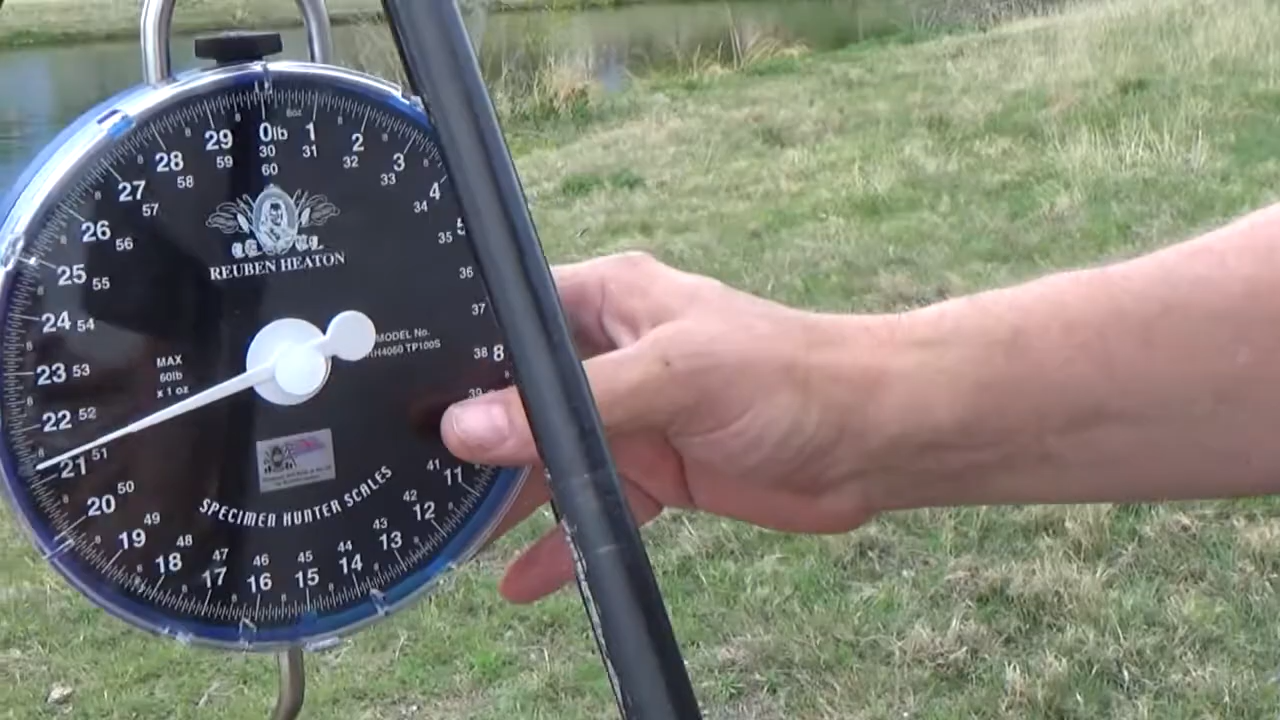 8oz
0lb 1 2 3 4
30 31 32 33 34
60
35
36
37
38 8
39
41 11
42 12
43 13
44 14
45 15
46 16
47 17
48 18
49 19
50 20
51 21
52 22
53 23
54 24
55 25
56 26
57 27
58 28
59 29
REUBEN HEATON
MODEL No.
RH4060 TP100S
MAX
60lb
x 1 oz
SPECIMEN HUNTER SCALES